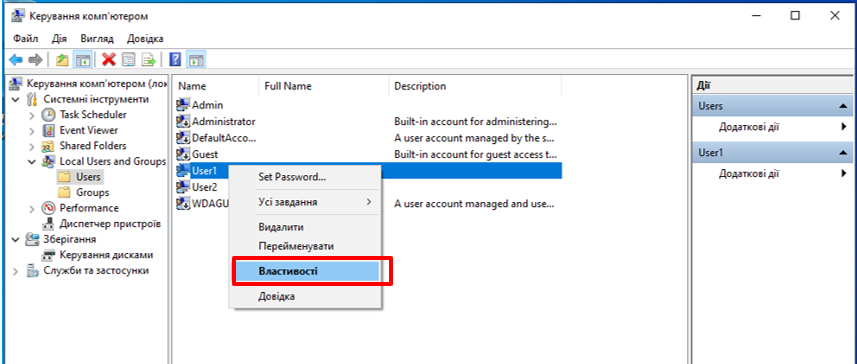 Керування комп'ютером
Файл Дія Вигляд Довідка
Керування комп'ютером (лок
Системні інструменти
Task Scheduler
Event Viewer
Shared Folders
Local Users and Groups
Users
Groups
Performance
Диспетчер пристроїв
Зберігання
Керування дисками
Служби та застосунки
Name Full Name Description
Admin
Administrator Built-in account for administering...
DefaultAcco... A user account managed by the s...
Guest Built-in account for guest access t...
User1
User2
WDAGU A user account managed and use...
Set Password...
Усі завдання
Видалити
Перейменувати
Властивості
Довідка
Дії
Users
Додаткові дії
User1
Додаткові дії